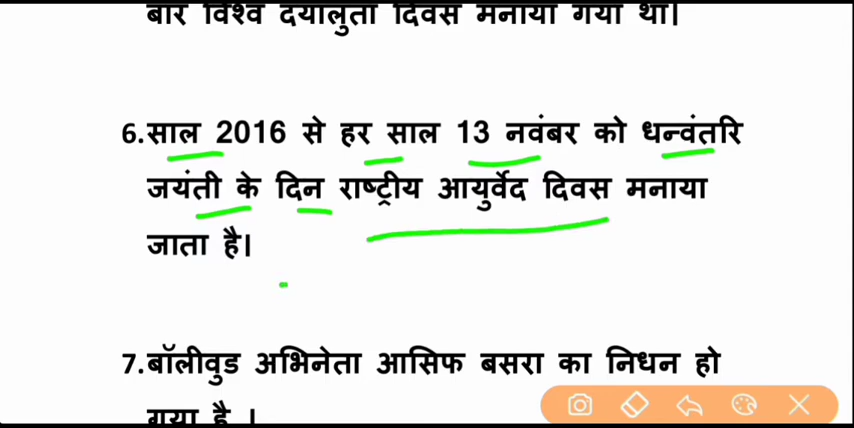 बार विश्व दयालुता दिवस मनाया गया था|
6.साल 2016 से हर साल 13 नवंबर को धन्वंतरि
जयंती के दिन राष्ट्रीय आयुर्वेद दिवस मनाया
जाता है।
7.बॉलीवुड अभिनेता आसिफ बसरा का निधन हो
गया है ।